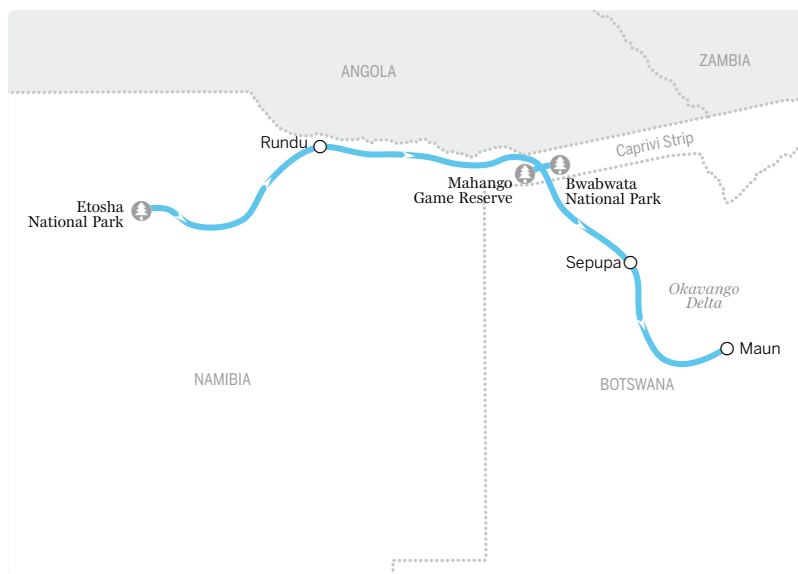 ANGOLA
ZAMBIA
Rundu
Caprivi Strip
Mahango
Game Reserve
Bwabwata
National Park
Etosha
National Park
Sepupa
Okavango
Delta
Maun
NAMIBIA
BOTSWANA